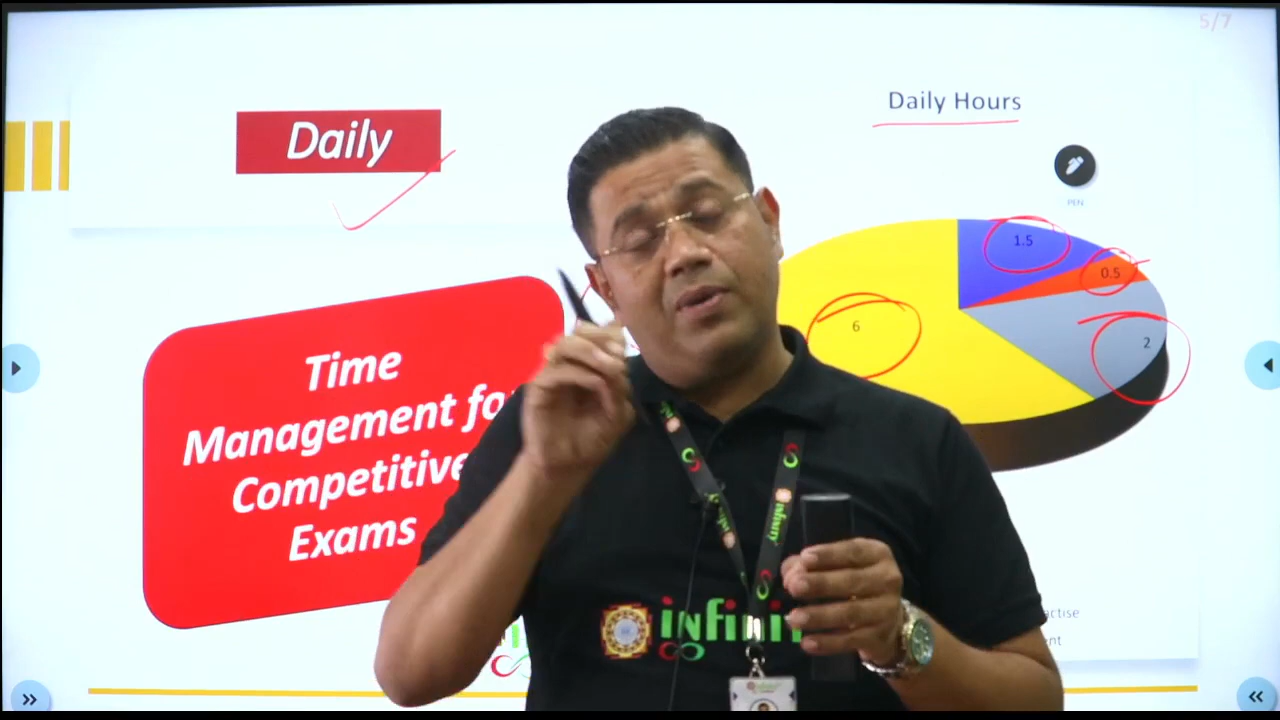 5/7
Daily Hours
Daily
PEN
1.5
0.5
6
2
Time
Management fo
Competitive
Exams
infinity
infinit
actise
ent